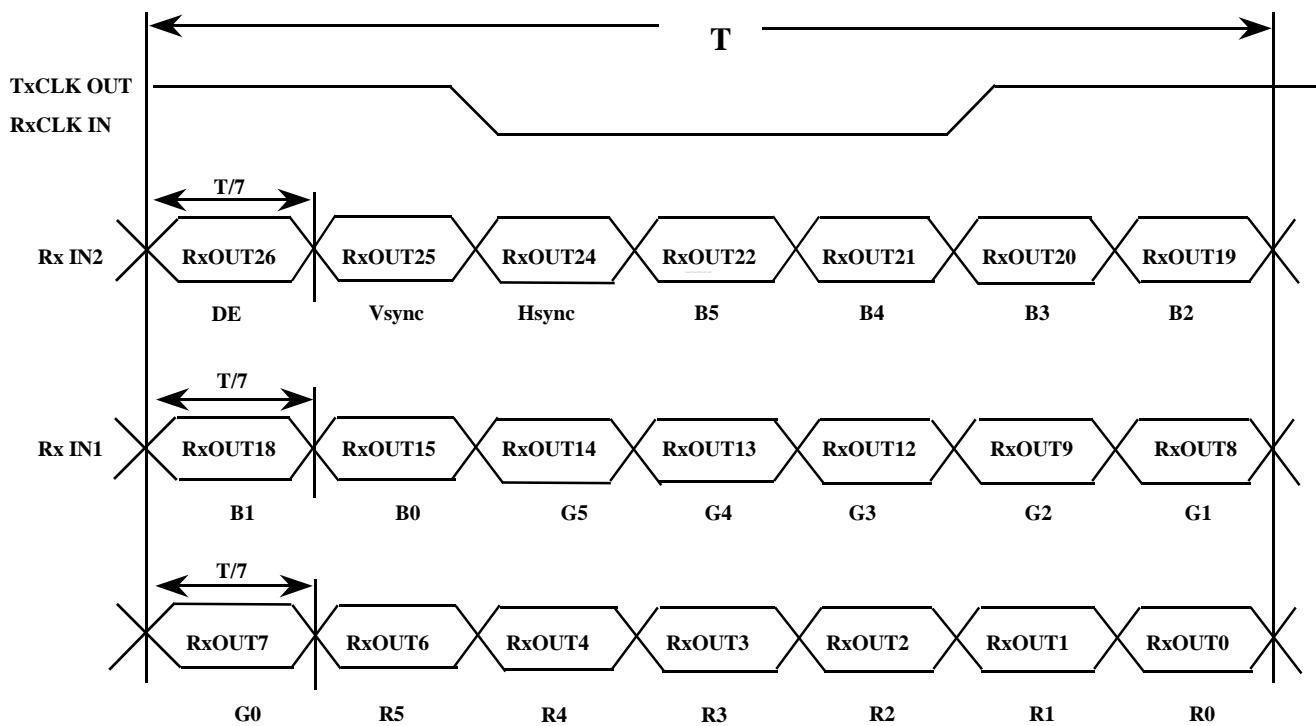 T
TxCLK OUT
RxCLK IN
T/7
Rx IN2 RxOUT26 RxOUT25 RxOUT24 RxOUT22 RxOUT21 RxOUT20 RxOUT19
DE Vsync Hsync B5 B4 B3 B2
T/7
Rx IN1 RxOUT18 RxOUT15 RxOUT14 RxOUT13 RxOUT12 RxOUT9 RxOUT8
B1 B0 G5 G4 G3 G2 G1
T/7
RxOUT7 RxOUT6 RxOUT4 RxOUT3 RxOUT2 RxOUT1 RxOUT0
G0 R5 R4 R3 R2 R1 R0